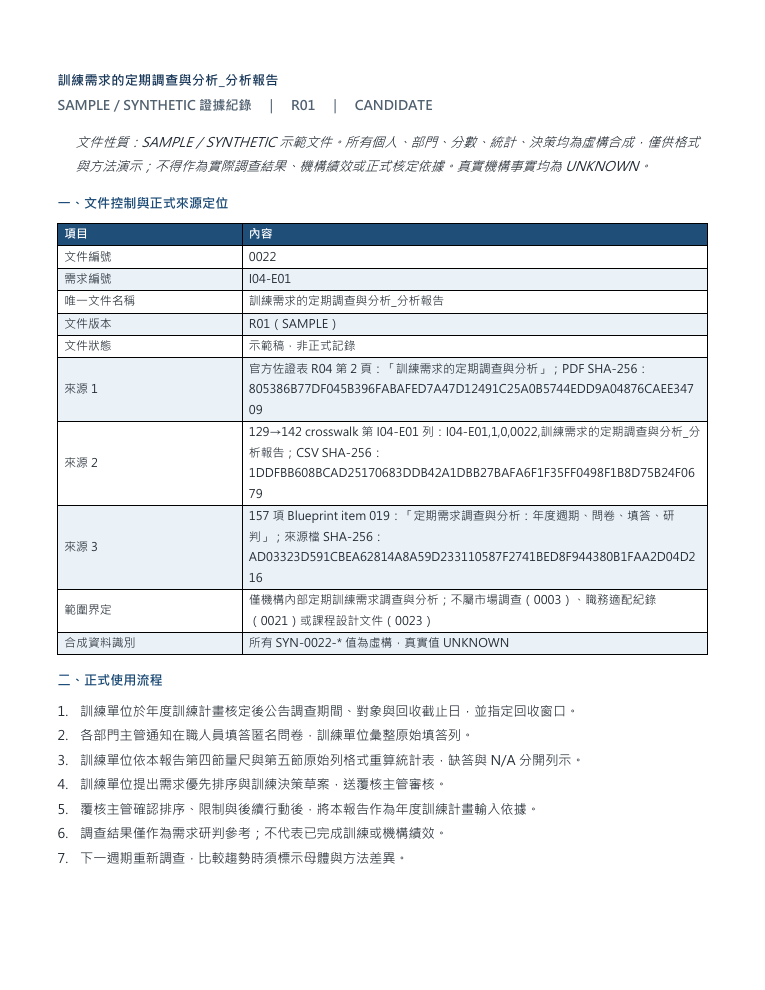 訓練需求的定期調查與分析_分析報告
SAMPLE / SYNTHETIC 證據紀錄 | R01 | CANDIDATE
文件性質：SAMPLE / SYNTHETIC 示範文件。所有個人、部門、分數、統計、決策均為虛構合成，僅供格式
與方法演示；不得作為實際調查結果、機構績效或正式核定依據。真實機構事實均為 UNKNOWN。
一、文件控制與正式來源定位
項目 內容
文件編號 0022
需求編號 I04-E01
唯一文件名稱 訓練需求的定期調查與分析_分析報告
文件版本 R01（SAMPLE）
文件狀態 示範稿，非正式記錄
來源 1 官方佐證表 R04 第 2 頁：「訓練需求的定期調查與分析」；PDF SHA-256：
805386B77DF045B396FABAFED7A47D12491C25A0B5744EDD9A04876CAEE347
09
來源 2 129→142 crosswalk 第 I04-E01 列：I04-E01,1,0,0022,訓練需求的定期調查與分析_分
析報告；CSV SHA-256：
1DDFBB608BCAD25170683DDB42A1DBB27BAFA6F1F35FF0498F1B8D75B24F06
79
來源 3 157 項 Blueprint item 019：「定期需求調查與分析：年度週期、問卷、填答、研
判」；來源檔 SHA-256：
AD03323D591CBEA62814A8A59D233110587F2741BED8F944380B1FAA2D04D2
16
範圍界定 僅機構內部定期訓練需求調查與分析；不屬市場調查（0003）、職務適配紀錄
（0021）或課程設計文件（0023）
合成資料識別 所有 SYN-0022-* 值為虛構，真實值 UNKNOWN
二、正式使用流程
1. 訓練單位於年度訓練計畫核定後公告調查期間、對象與回收截止日，並指定回收窗口。
2. 各部門主管通知在職人員填答匿名問卷，訓練單位彙整原始填答列。
3. 訓練單位依本報告第四節量尺與第五節原始列格式重算統計表，缺答與 N/A 分開列示。
4. 訓練單位提出需求優先排序與訓練決策草案，送覆核主管審核。
5. 覆核主管確認排序、限制與後續行動後，將本報告作為年度訓練計畫輸入依據。
6. 調查結果僅作為需求研判參考；不代表已完成訓練或機構績效。
7. 下一週期重新調查，比較趨勢時須標示母體與方法差異。